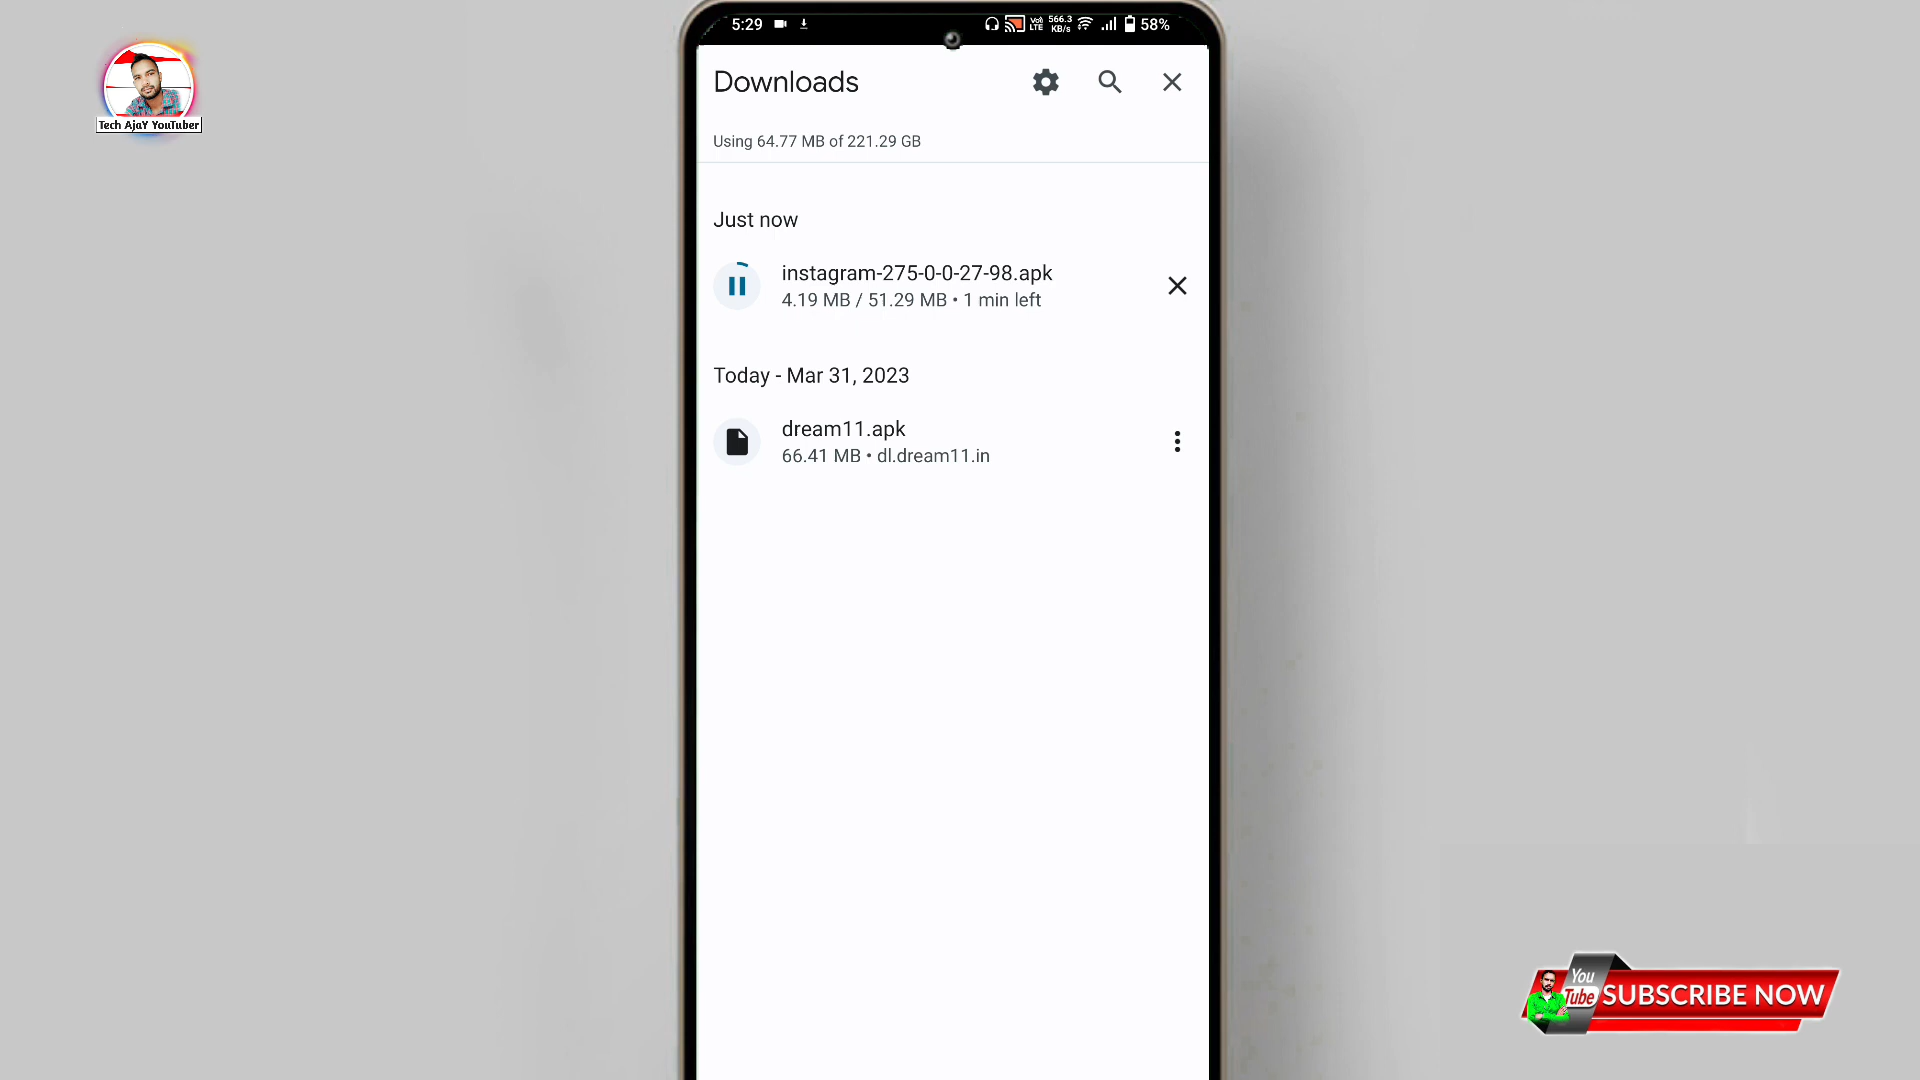 Tech AjaY YouTuber
5:29
Vo) LTE
566.3 KB/s
58%
Downloads
Using 64.77 MB of 221.29 GB
Just now
instagram-275-0-0-27-98.apk
4.19 MB / 51.29 MB • 1 min left
Today - Mar 31, 2023
dream11.apk
66.41 MB • dl.dream11.in
You
Tube SUBSCRIBE NOW